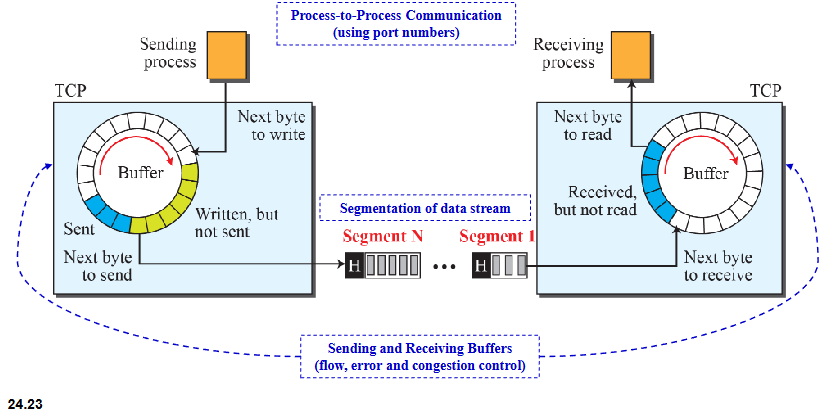 Process-to-Process Communication
(using port numbers)
Sending
process
Receiving
process
TCP
TCP
Next byte
to write
Next byte
to read
Buffer
Buffer
Received,
but not read
Written, but
not sent
Sent
Segmentation of data stream
Segment N
Segment 1
Next byte
to send
Next byte
to receive
H
...
H
Sending and Receiving Buffers
(flow, error and congestion control)
24.23